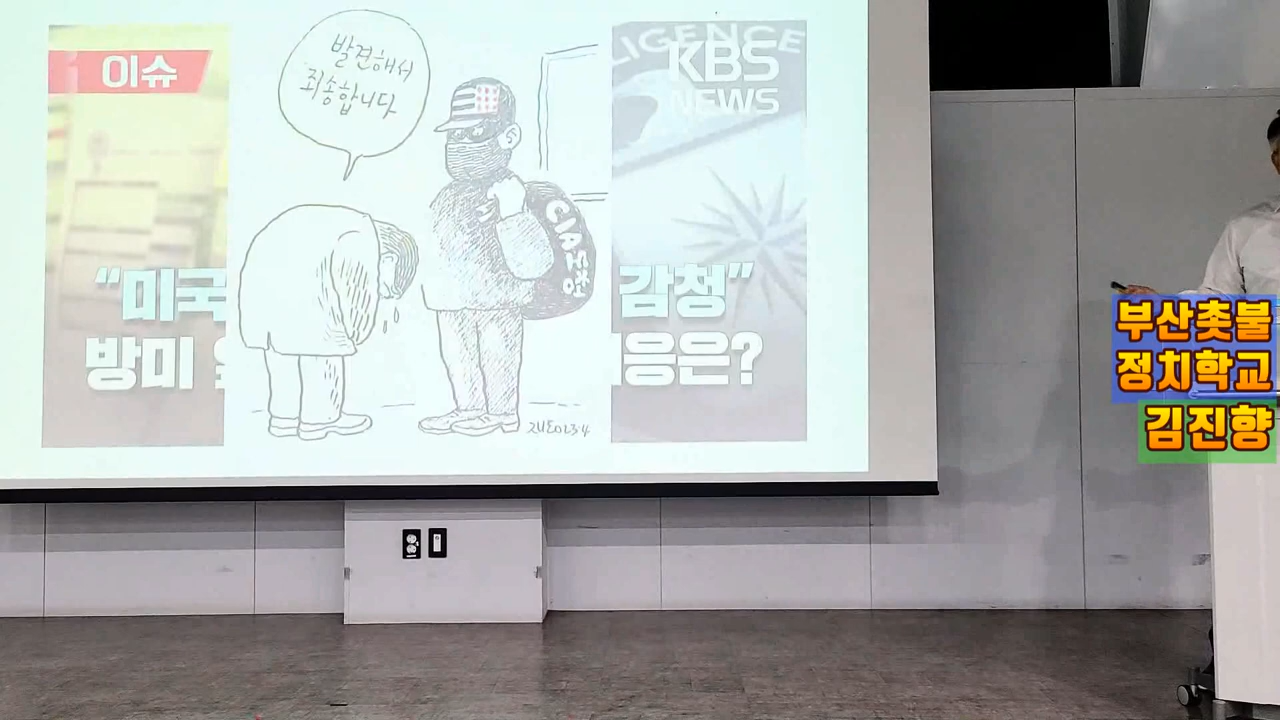 이슈
발견해서
죄송합니다
LIGENCE
KBS
NEWS
CIA도청
“미국
감청”
방미
응은?
부산촛불
정치학교
김진향